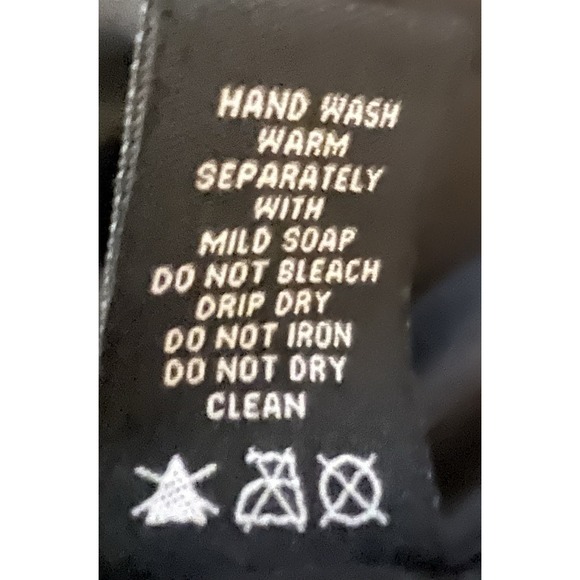 HAND WASH
WARM
SEPARATELY
WITH
MILD SOAP
DO NOT BLEACH
DRIP DRY
DO NOT IRON
DO NOT DRY
CLEAN